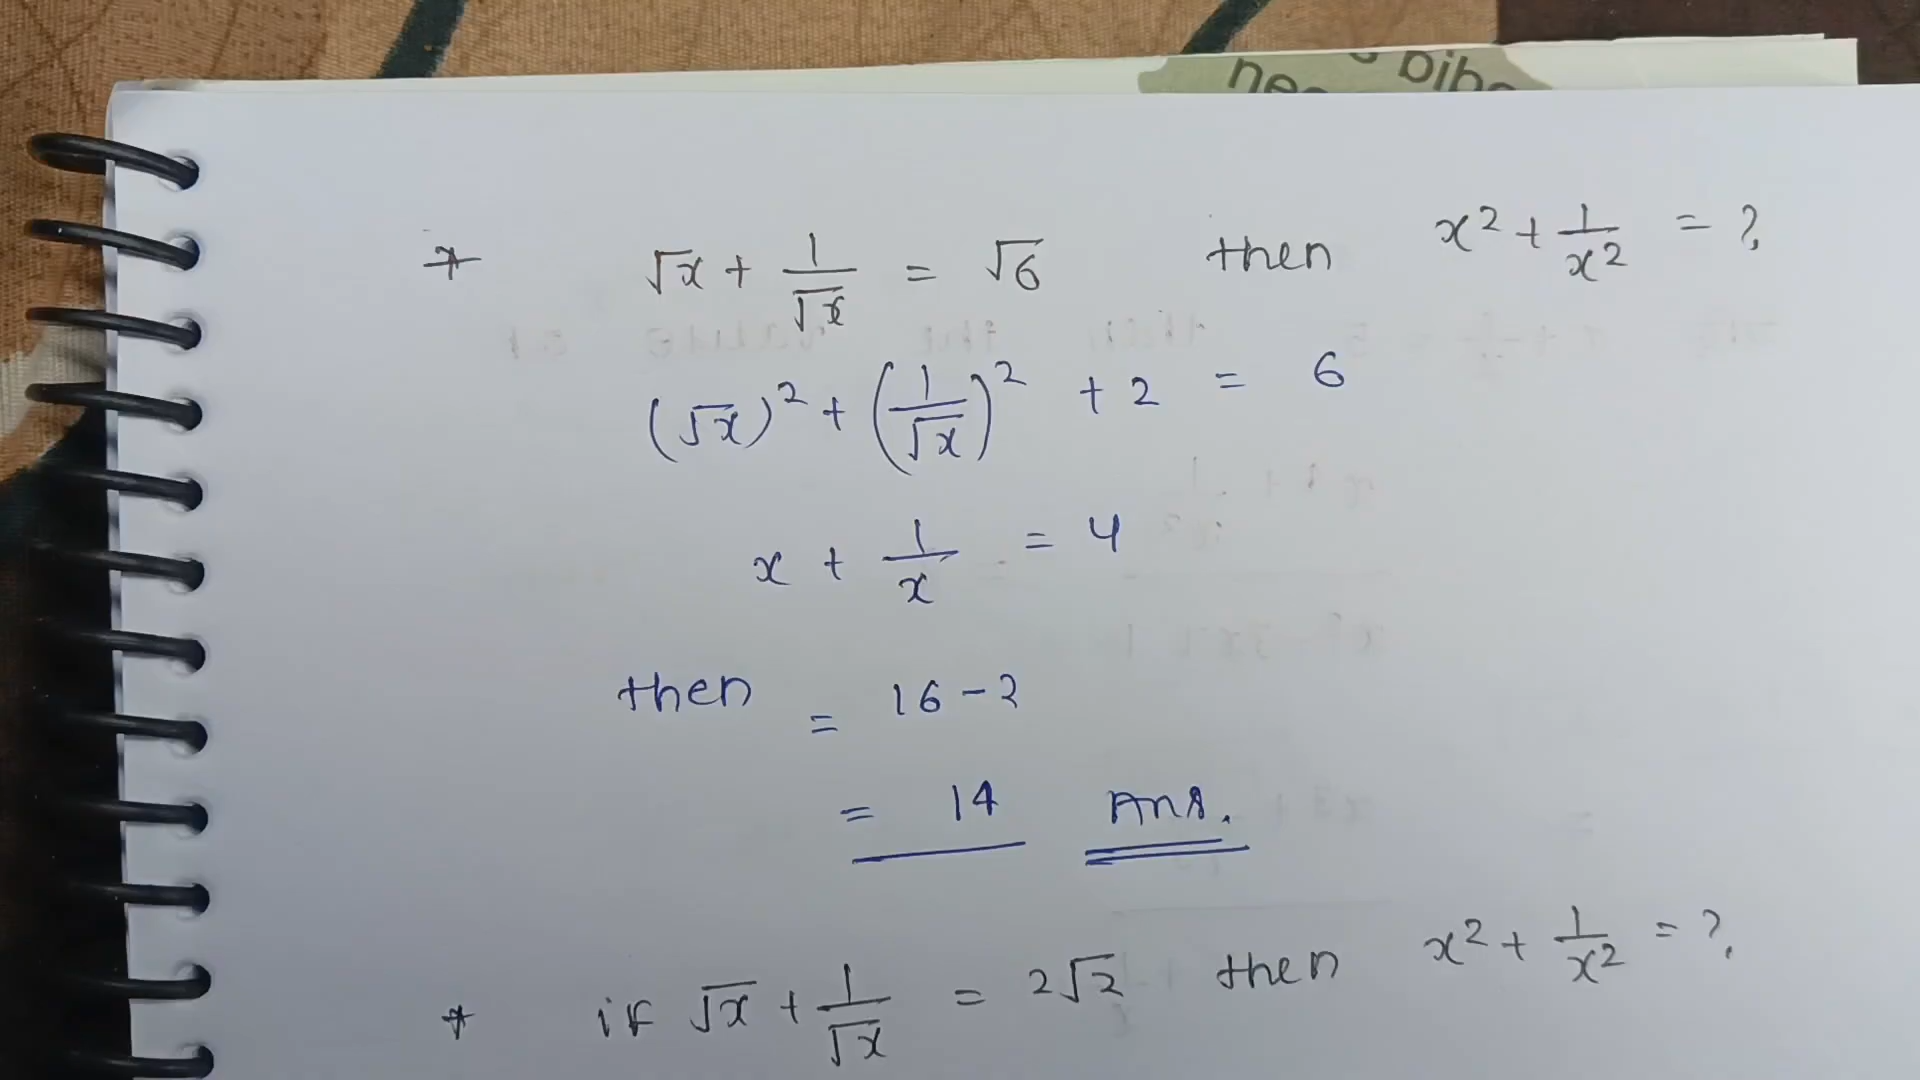 * √x + 1/√x = √6 then x² + 1/x² = ?
(√x)² + (1/√x)² + 2 = 6
x + 1/x = 4
then = 16 - 2
= 14 Ans.
* if √x + 1/√x = 2√2 then x² + 1/x² = ?